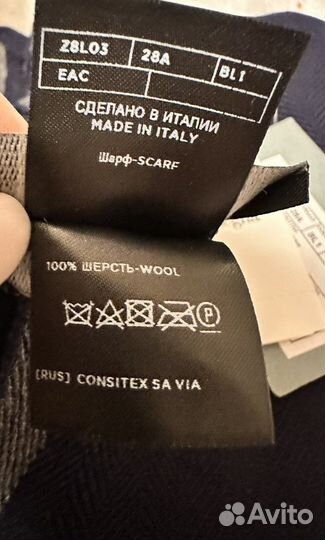 Z8L03 28A BL1
EAC
СДЕЛАНО В ИТАЛИИ
MADE IN ITALY
Шарф-SCARF
100% ШЕРСТЬ-WOOL
P
[RUS] CONSITEX SA VIA
Avito